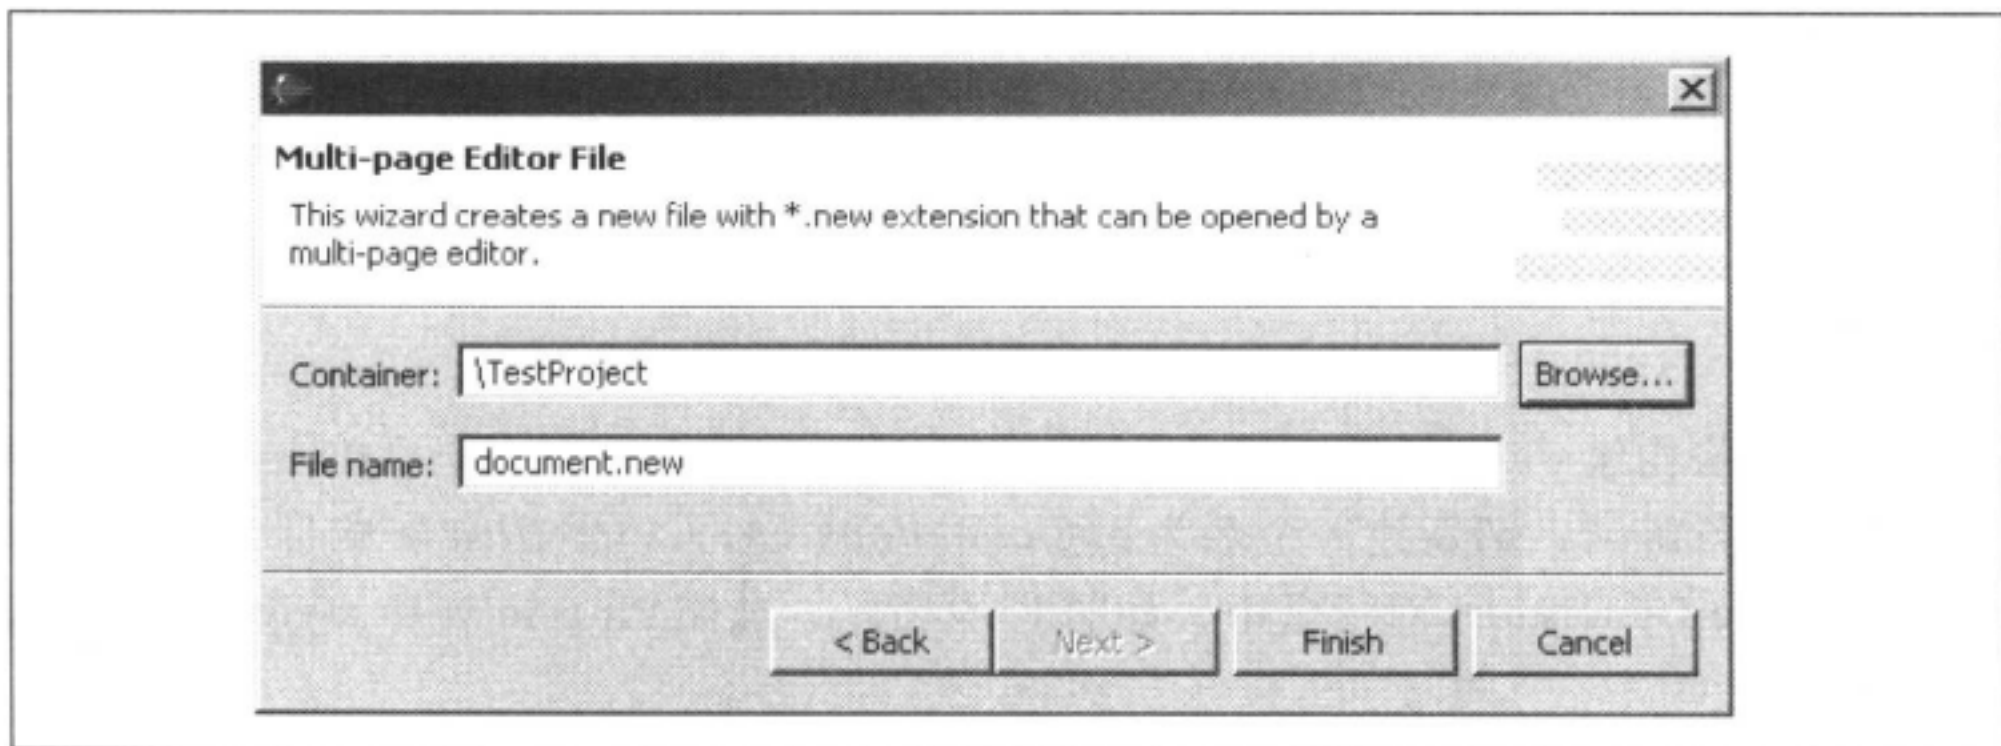 Multi-page Editor File
This wizard creates a new file with *.new extension that can be opened by a
multi-page editor.
Container: \TestProject Browse...
File name: document.new
< Back Next > Finish Cancel